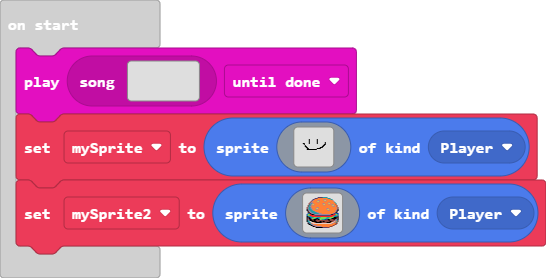 on start
play song until done
set mySprite to sprite of kind Player
set mySprite2 to sprite of kind Player